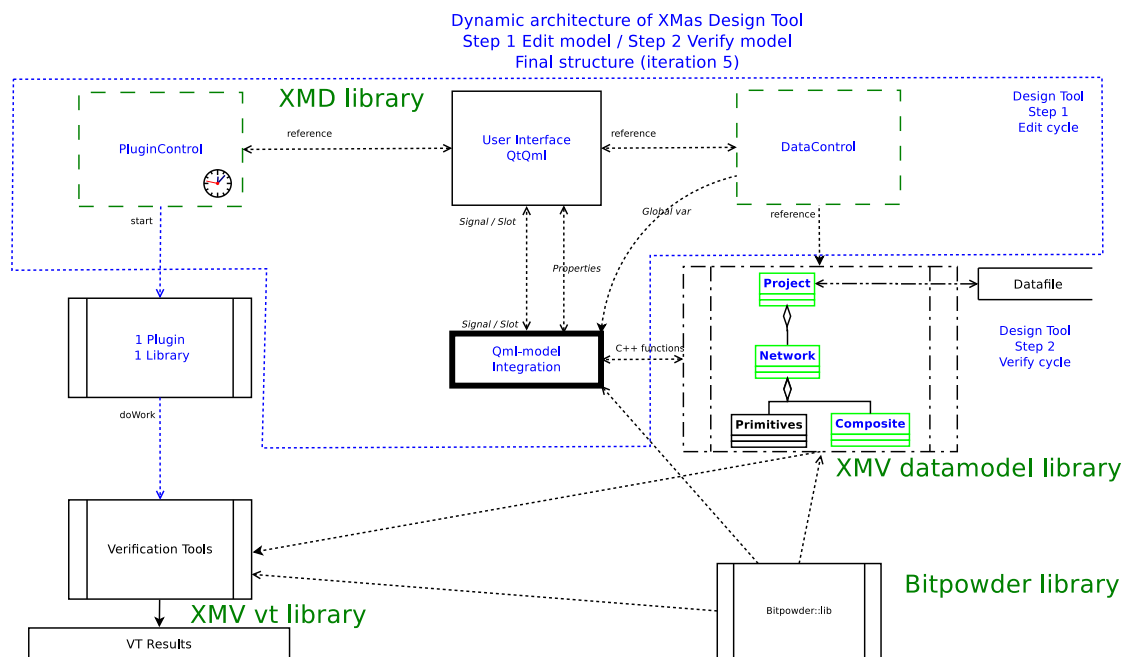 Dynamic architecture of XMas Design Tool
Step 1 Edit model / Step 2 Verify model
Final structure (iteration 5)
XMD library
Design Tool
Step 1
Edit cycle
PluginControl
reference
User Interface
QtQml
reference
DataControl
start
Signal / Slot
Global var
reference
Properties
Project
Datafile
1 Plugin
1 Library
Signal / Slot
Qml-model
Integration
C++ functions
Network
Design Tool
Step 2
Verify cycle
doWork
Primitives
Composite
XMV datamodel library
Verification Tools
Bitpowder library
Bitpowder::lib
XMV vt library
VT Results